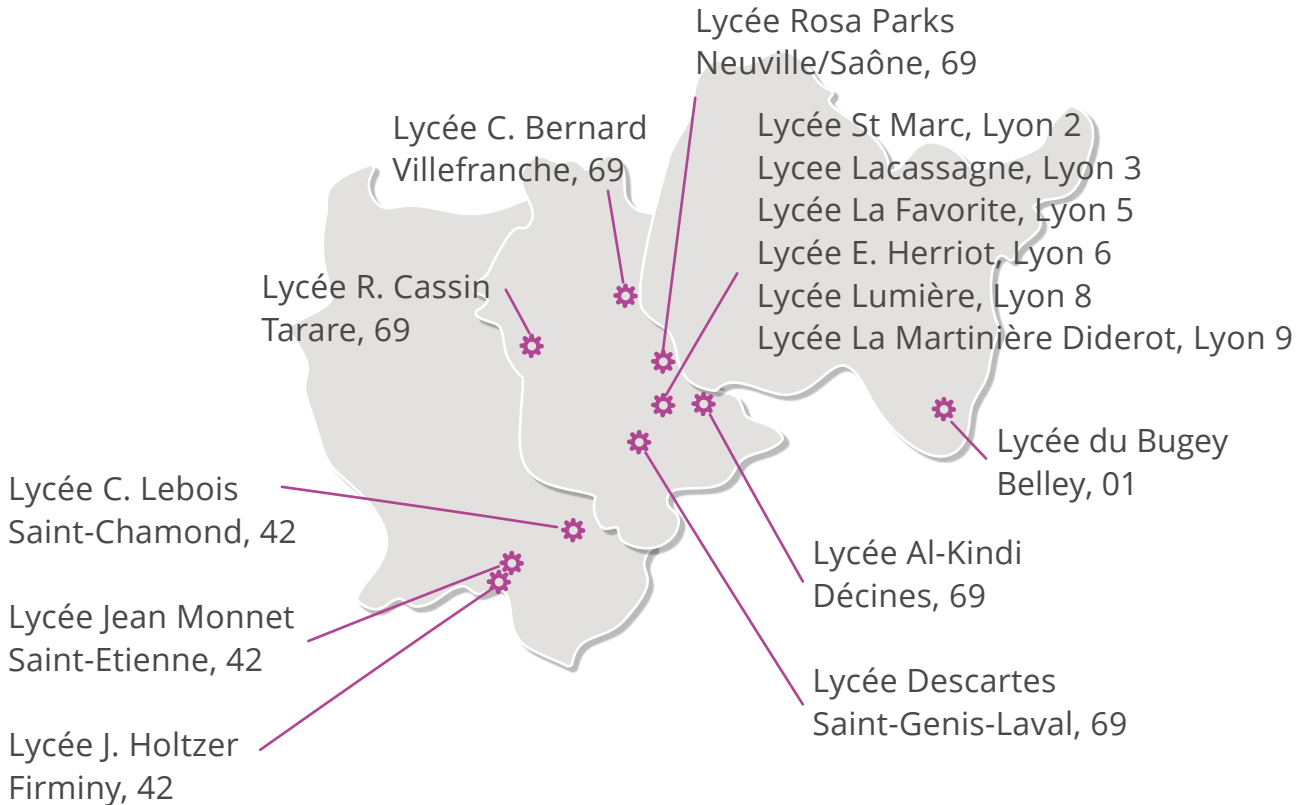 Lycée Rosa Parks
Neuville/Saône, 69
Lycée C. Bernard
Villefranche, 69
Lycée St Marc, Lyon 2
Lycee Lacassagne, Lyon 3
Lycée La Favorite, Lyon 5
Lycée E. Herriot, Lyon 6
Lycée Lumière, Lyon 8
Lycée La Martinière Diderot, Lyon 9
Lycée R. Cassin
Tarare, 69
Lycée du Bugey
Belley, 01
Lycée C. Lebois
Saint-Chamond, 42
Lycée Al-Kindi
Décines, 69
Lycée Jean Monnet
Saint-Etienne, 42
Lycée Descartes
Saint-Genis-Laval, 69
Lycée J. Holtzer
Firminy, 42